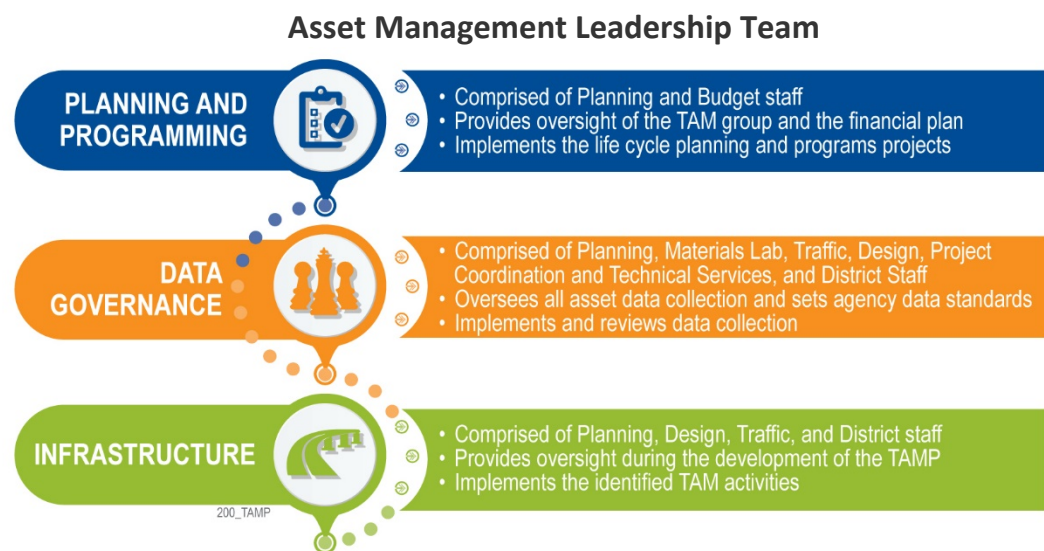 Asset Management Leadership Team
PLANNING AND
PROGRAMMING
• Comprised of Planning and Budget staff
• Provides oversight of the TAM group and the financial plan
• Implements the life cycle planning and programs projects
DATA
GOVERNANCE
• Comprised of Planning, Materials Lab, Traffic, Design, Project
Coordination and Technical Services, and District Staff
• Oversees all asset data collection and sets agency data standards
• Implements and reviews data collection
INFRASTRUCTURE
• Comprised of Planning, Design, Traffic, and District staff
• Provides oversight during the development of the TAMP
• Implements the identified TAM activities
200_TAMP